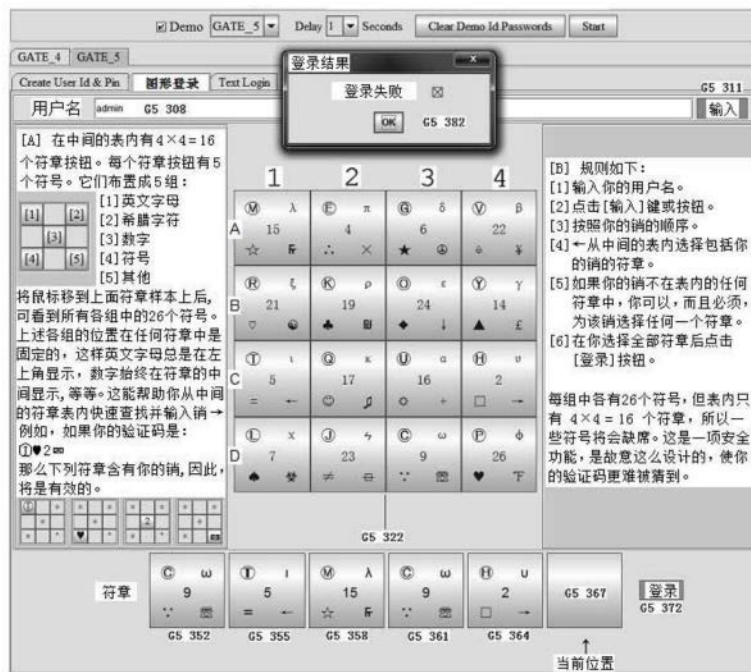 Demo GATE_5 Delay 1 Seconds Clear Demo Id Passwords Start
GATE_4 GATE_5
Create User Id & Pin 图形登录 Text Login
G5 311
用户名 admin G5 308 输入
登录结果
登录失败
OK G5 382
[A] 在中间的表内有4×4=16
个符章按钮。每个符章按钮有5
个符号。它们布置成5组:
[1] [2]
[3]
[4] [5]
[1]英文字母
[2]希腊字符
[3]数字
[4]符号
[5]其他
将鼠标移到上面符章样本上后,
可看到所有各组中的26个符号。
上述各组的位置在任何符章中是
固定的,这样英文字母总是在左
上角显示,数字始终在符章的中
间显示,等等。这能帮助你从中间
的符章表内快速查找并输入销→
例如,如果你的验证码是:
①♥2
那么下列符章含有你的销,因此,
将是有效的。
① ♥ 2
1 2 3 4
A
Ⓜ λ Ⓔ π Ⓖ δ Ⓥ β
15 4 6 22
☆ ∴ × ★ ☮ ¥
B
Ⓡ ζ Ⓚ ρ Ⓞ ε Ⓨ γ
21 19 24 14
♡ ☯ ♣ ₪ ◆ ↓ ▲ £
C
Ⓣ ι Ⓠ κ Ⓤ α Ⓗ υ
5 17 16 2
= ← ☺ ♫ ☼ ÷ □ →
D
Ⓛ χ Ⓙ ϟ Ⓒ ω Ⓟ φ
7 23 9 26
♠ ≠ ∵ ☎ ♥
G5 322
[B] 规则如下:
[1]输入你的用户名。
[2]点击[输入]键或按钮。
[3]按照你的销的顺序。
[4]←从中间的表内选择包括你
的销的符章。
[5]如果你的销不在表内的任何
符章中,你可以,而且必须,
为该销选择任何一个符章。
[6]在你选择全部符章后点击
[登录]按钮。
每组中各有26个符号,但表内只
有 4×4=16 个符章,所以一
些符号将会缺席。这是一项安全
功能,是故意这么设计的,使你
的验证码更难被猜到。
符章
Ⓒ ω Ⓣ ι Ⓜ λ Ⓒ ω Ⓗ υ
9 5 15 9 2 G5 367 登录
∵ ☎ = ← ☆ ∵ ☎ □ →
G5 352 G5 355 G5 358 G5 361 G5 364 G5 372
↑
当前位置